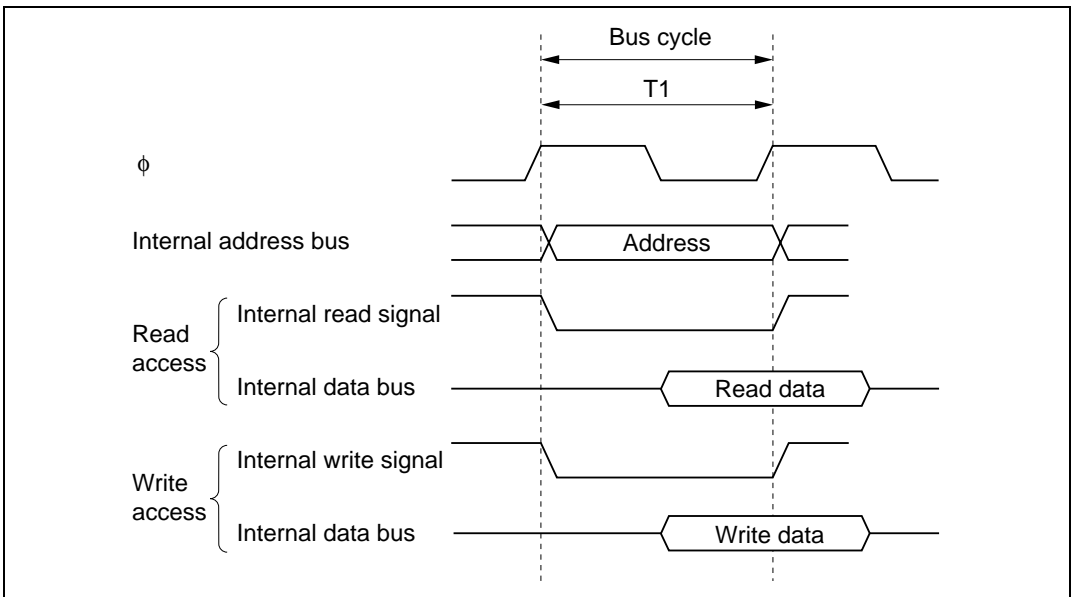 Bus cycle
T1
ϕ
Internal address bus
Address
Read
access
Internal read signal
Internal data bus
Read data
Write
access
Internal write signal
Internal data bus
Write data